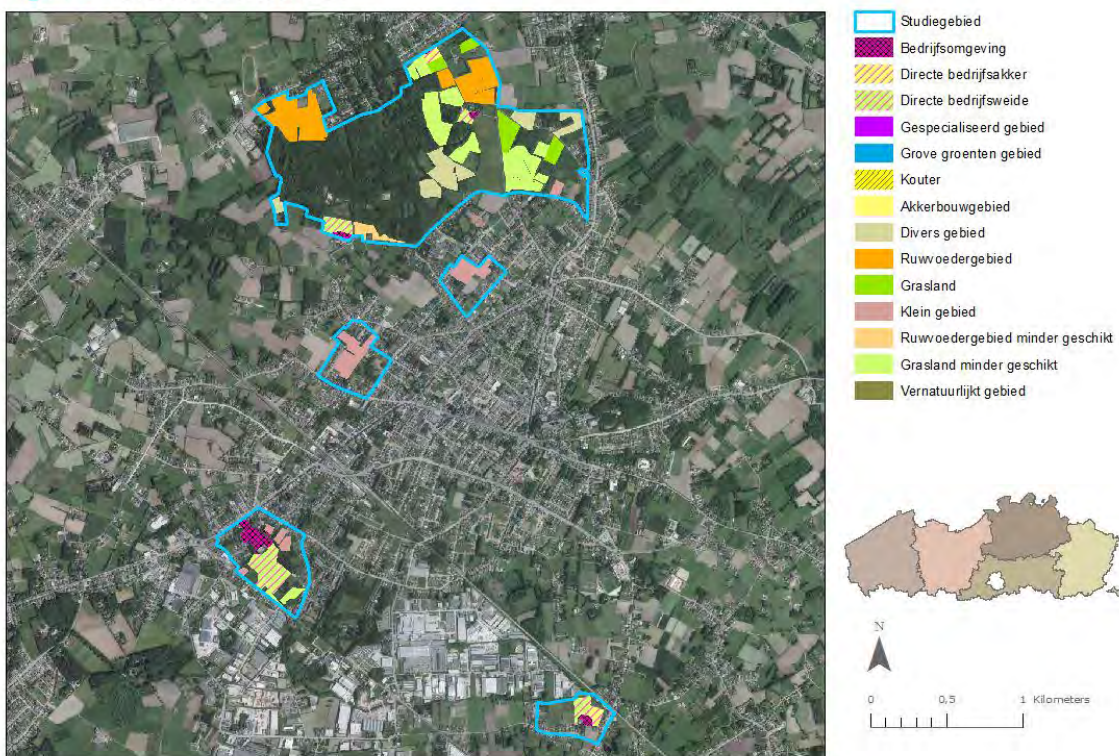 Studiegebied
Bedrijfsomgeving
Directe bedrijfsakker
Directe bedrijfsweide
Gespecialiseerd gebied
Grove groenten gebied
Kouter
Akkerbouwgebied
Divers gebied
Ruwvoedergebied
Grasland
Klein gebied
Ruwvoedergebied minder geschikt
Grasland minder geschikt
Vernatuurlijkt gebied
N
0 0,5 1 Kilometers